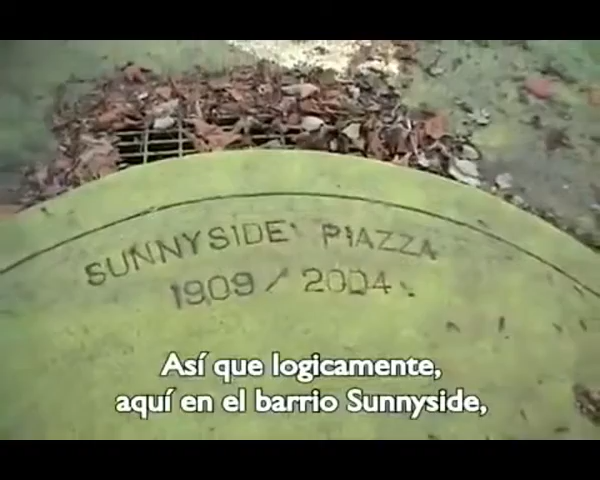 SUNNYSIDE PIAZZA
1909 / 2004
Así que logicamente,
aquí en el barrio Sunnyside,